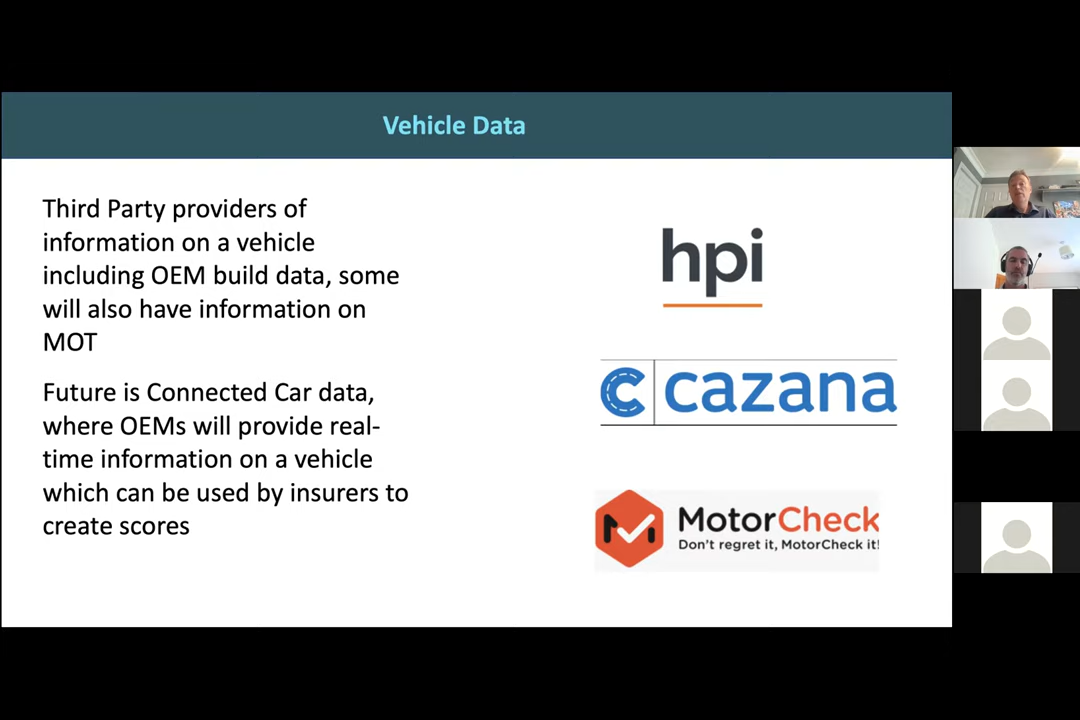 Vehicle Data
Third Party providers of
information on a vehicle
including OEM build data, some
will also have information on
MOT
Future is Connected Car data,
where OEMs will provide real-
time information on a vehicle
which can be used by insurers to
create scores
hpi
cazana
MotorCheck
Don't regret it, MotorCheck it!